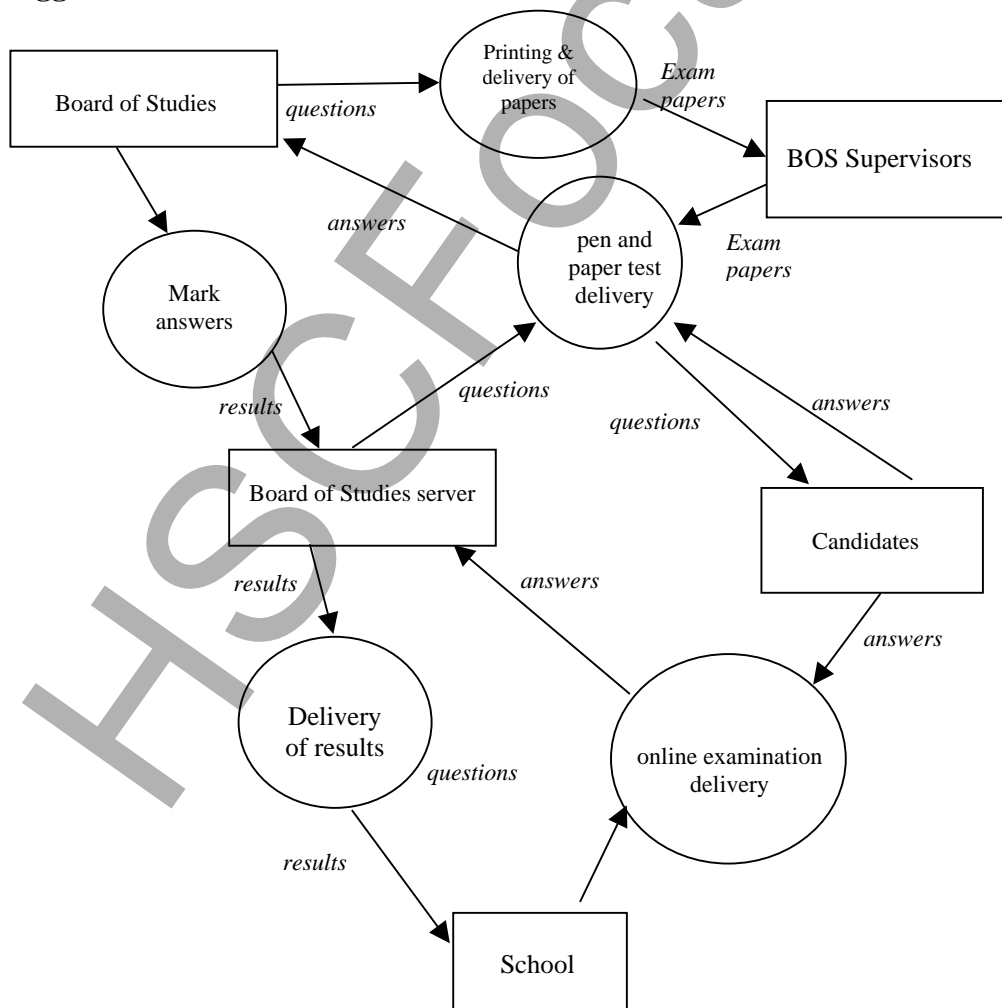 Printing &
delivery of
papers
Exam
papers
Board of Studies
questions
BOS Supervisors
answers
pen and
paper test
delivery
Exam
papers
Mark
answers
results
questions
answers
questions
Board of Studies server
Candidates
results
answers
answers
Delivery
of results
questions
online examination
delivery
results
School
HSCFocus